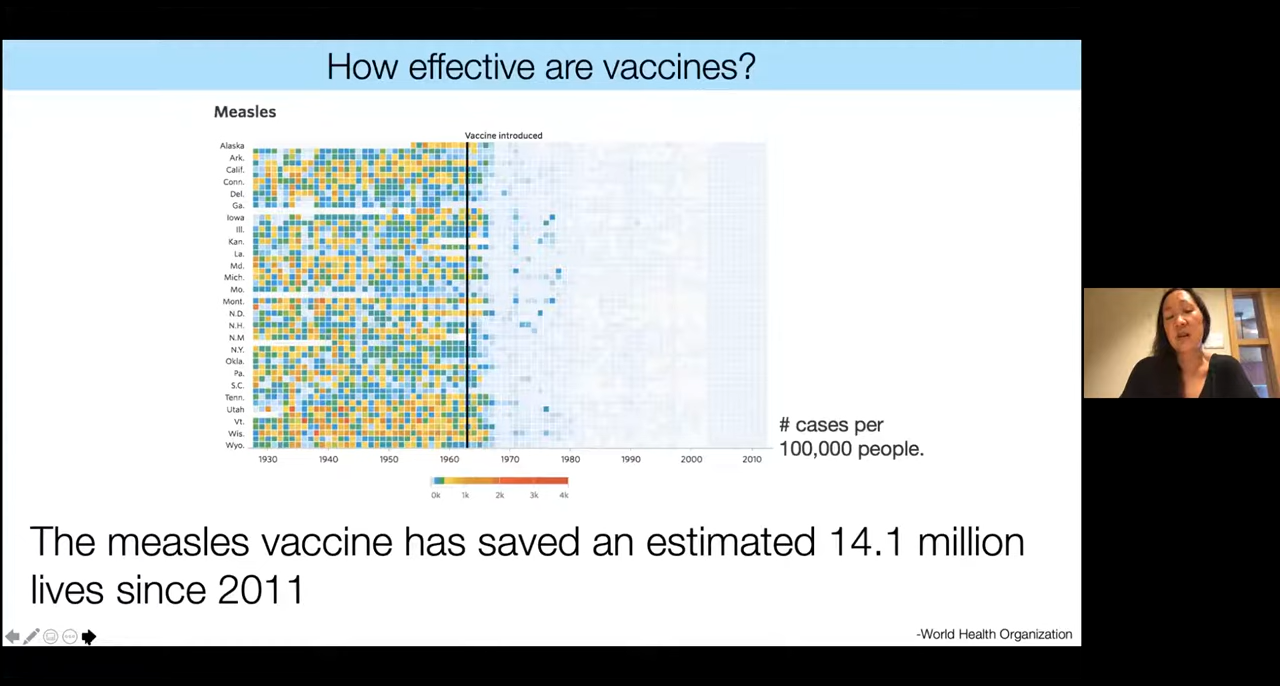 How effective are vaccines?
Measles
Vaccine introduced
Alaska
Ark.
Calif.
Conn.
Del.
Ga.
Iowa
Ill.
Kan.
La.
Md.
Mich.
Mo.
Mont.
N.D.
N.H.
N.M
N.Y.
Okla.
Pa.
S.C.
Tenn.
Utah
Vt.
Wis.
Wyo.
1930 1940 1950 1960 1970 1980 1990 2000 2010
0k 1k 2k 3k 4k
# cases per
100,000 people.
The measles vaccine has saved an estimated 14.1 million
lives since 2011
-World Health Organization